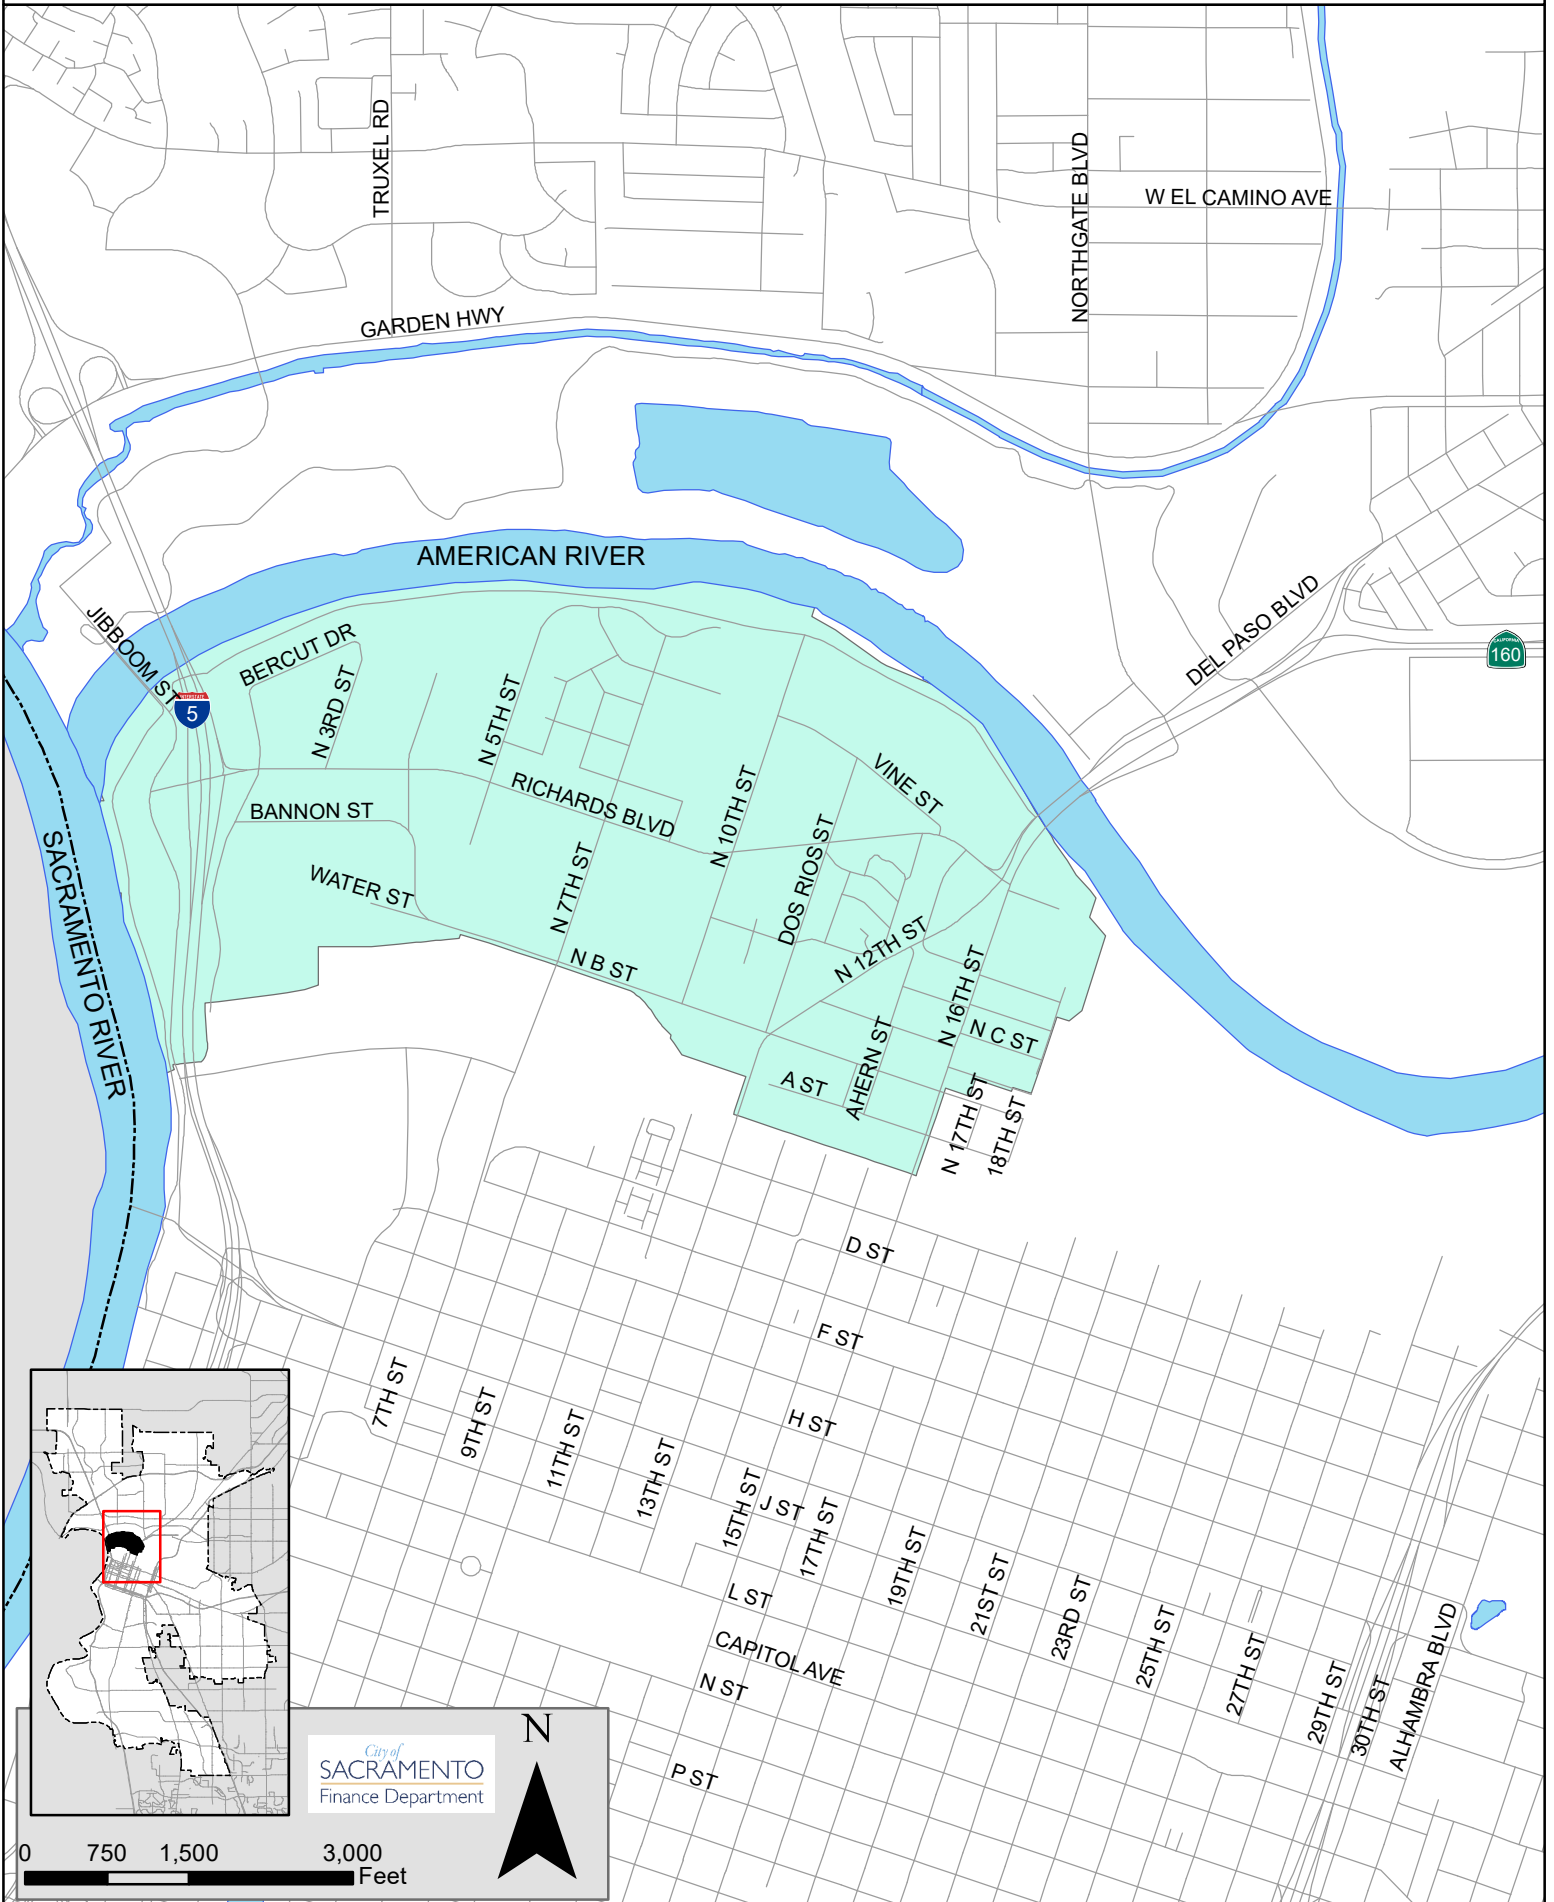 TRUXEL RD
NORTHGATE BLVD
W EL CAMINO AVE
GARDEN HWY
AMERICAN RIVER
JIBBOOM ST
BERCUT DR
DEL PASO BLVD
CALIFORNIA
160
INTERSTATE
5
N 3RD ST
N 5TH ST
VINE ST
RICHARDS BLVD
N 10TH ST
BANNON ST
DOS RIOS ST
WATER ST
N 7TH ST
SACRAMENTO RIVER
N 12TH ST
N B ST
N 16TH ST
N C ST
AHERN ST
A ST
N 17TH ST
18TH ST
D ST
F ST
7TH ST
9TH ST
H ST
11TH ST
13TH ST
15TH ST
J ST
17TH ST
19TH ST
21ST ST
L ST
23RD ST
25TH ST
CAPITOL AVE
27TH ST
N ST
29TH ST
30TH ST
ALHAMBRA BLVD
P ST
N
City of
SACRAMENTO
Finance Department
0 750 1,500 3,000
Feet